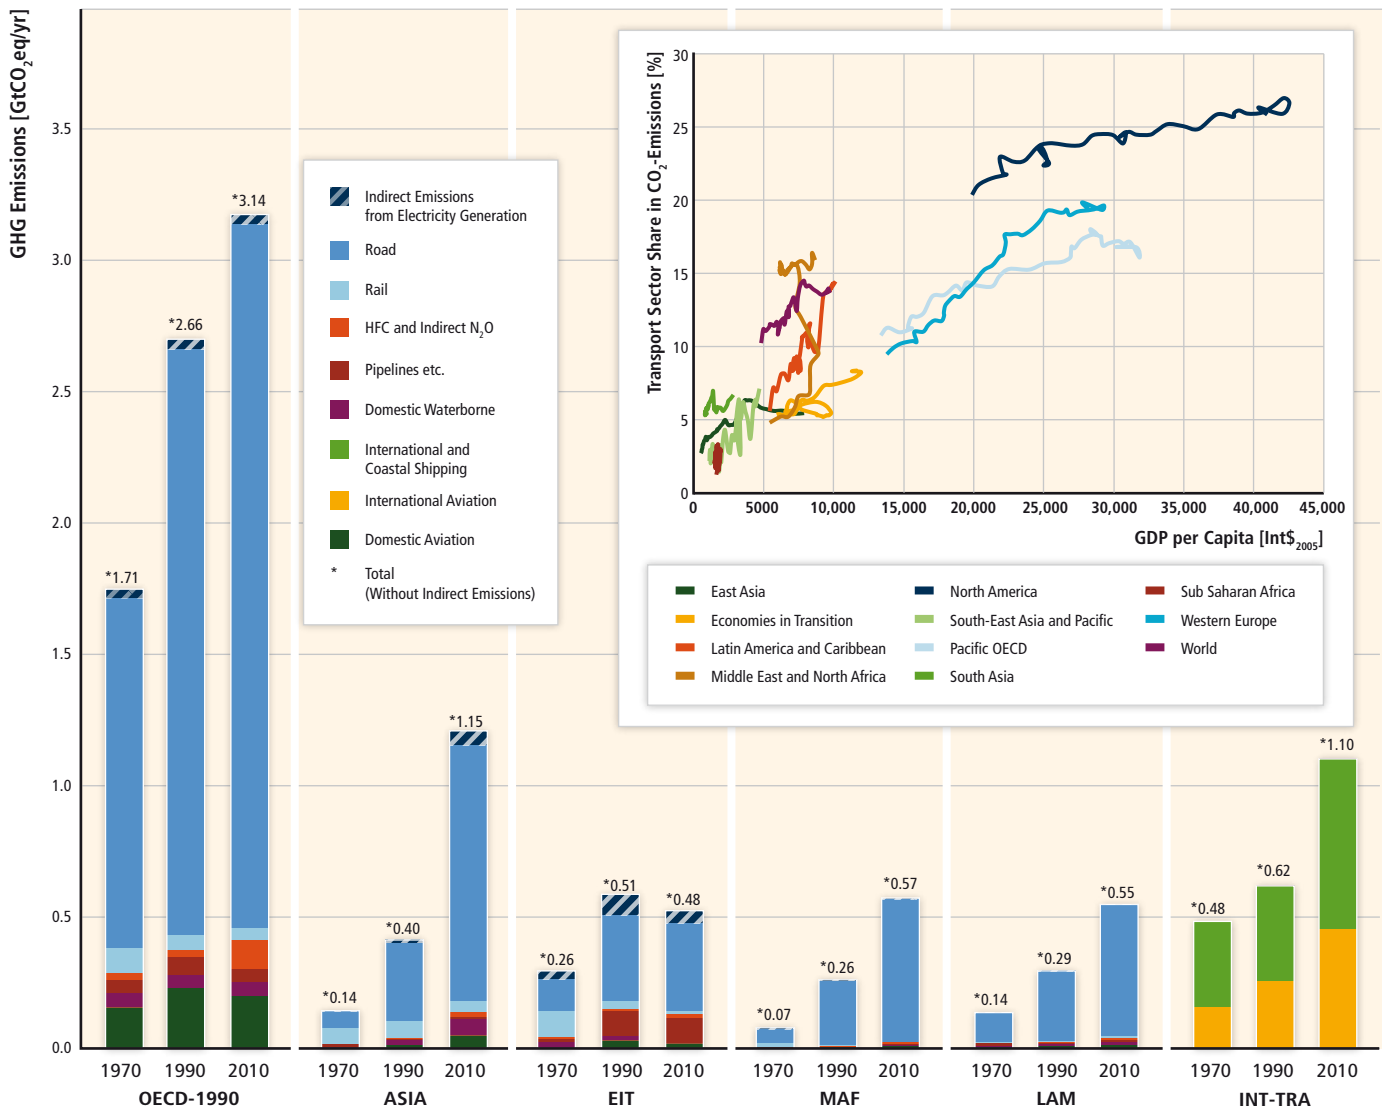 GHG Emissions [GtCO2eq/yr]
3.5
3.0
2.5
2.0
1.5
1.0
0.5
0.0
*1.71
*2.66
*3.14
*0.14
*0.40
*1.15
*0.26
*0.51
*0.48
*0.07
*0.26
*0.57
*0.14
*0.29
*0.55
*0.48
*0.62
*1.10
1970 1990 2010
OECD-1990
1970 1990 2010
ASIA
1970 1990 2010
EIT
1970 1990 2010
MAF
1970 1990 2010
LAM
1970 1990 2010
INT-TRA
Indirect Emissions
from Electricity Generation
Road
Rail
HFC and Indirect N2O
Pipelines etc.
Domestic Waterborne
International and
Coastal Shipping
International Aviation
Domestic Aviation
* Total
(Without Indirect Emissions)
Transport Sector Share in CO2-Emissions [%]
30
25
20
15
10
5
0
0 5000 10,000 15,000 20,000 25,000 30,000 35,000 40,000 45,000
GDP per Capita [Int$2005]
East Asia
Economies in Transition
Latin America and Caribbean
Middle East and North Africa
North America
South-East Asia and Pacific
Pacific OECD
South Asia
Sub Saharan Africa
Western Europe
World